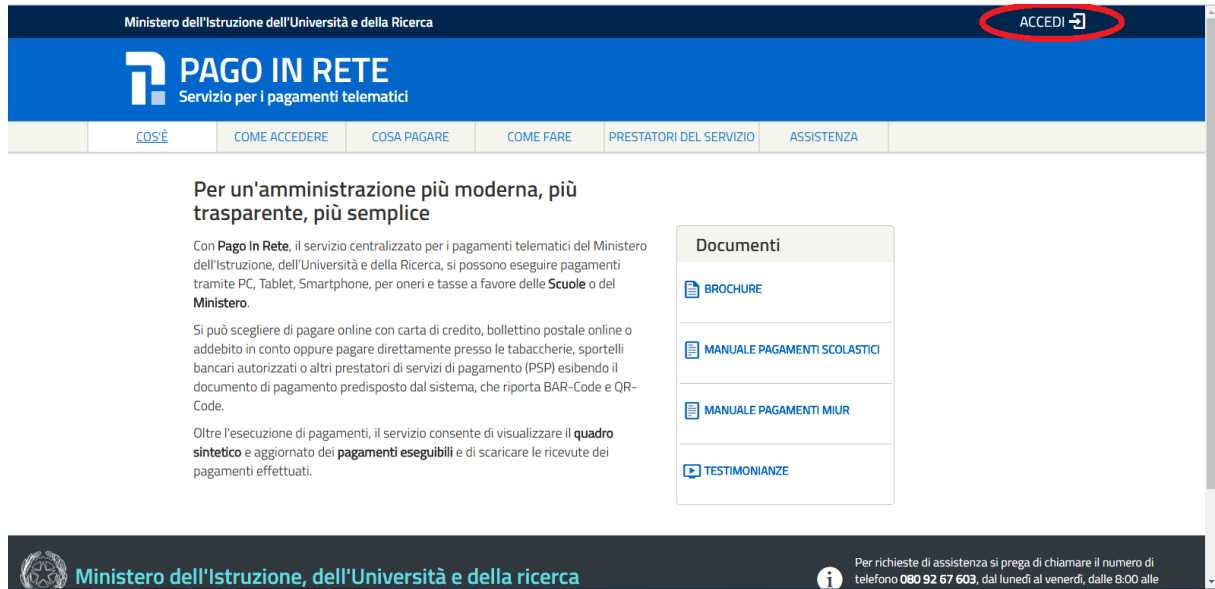 Ministero dell'Istruzione dell'Università e della Ricerca
ACCEDI
PAGO IN RETE
Servizio per i pagamenti telematici
COS'È
COME ACCEDERE
COSA PAGARE
COME FARE
PRESTATORI DEL SERVIZIO
ASSISTENZA
Per un'amministrazione più moderna, più
trasparente, più semplice
Con Pago In Rete, il servizio centralizzato per i pagamenti telematici del Ministero
dell'Istruzione, dell'Università e della Ricerca, si possono eseguire pagamenti
tramite PC, Tablet, Smartphone, per oneri e tasse a favore delle Scuole o del
Ministero.
Si può scegliere di pagare online con carta di credito, bollettino postale online o
addebito in conto oppure pagare direttamente presso le tabaccherie, sportelli
bancari autorizzati o altri prestatori di servizi di pagamento (PSP) esibendo il
documento di pagamento predisposto dal sistema, che riporta BAR-Code e QR-
Code.
Oltre l'esecuzione di pagamenti, il servizio consente di visualizzare il quadro
sintetico e aggiornato dei pagamenti eseguibili e di scaricare le ricevute dei
pagamenti effettuati.
Documenti
BROCHURE
MANUALE PAGAMENTI SCOLASTICI
MANUALE PAGAMENTI MIUR
TESTIMONIANZE
Ministero dell'Istruzione, dell'Università e della ricerca
Per richieste di assistenza si prega di chiamare il numero di
telefono 080 92 67 603, dal lunedì al venerdì, dalle 8:00 alle